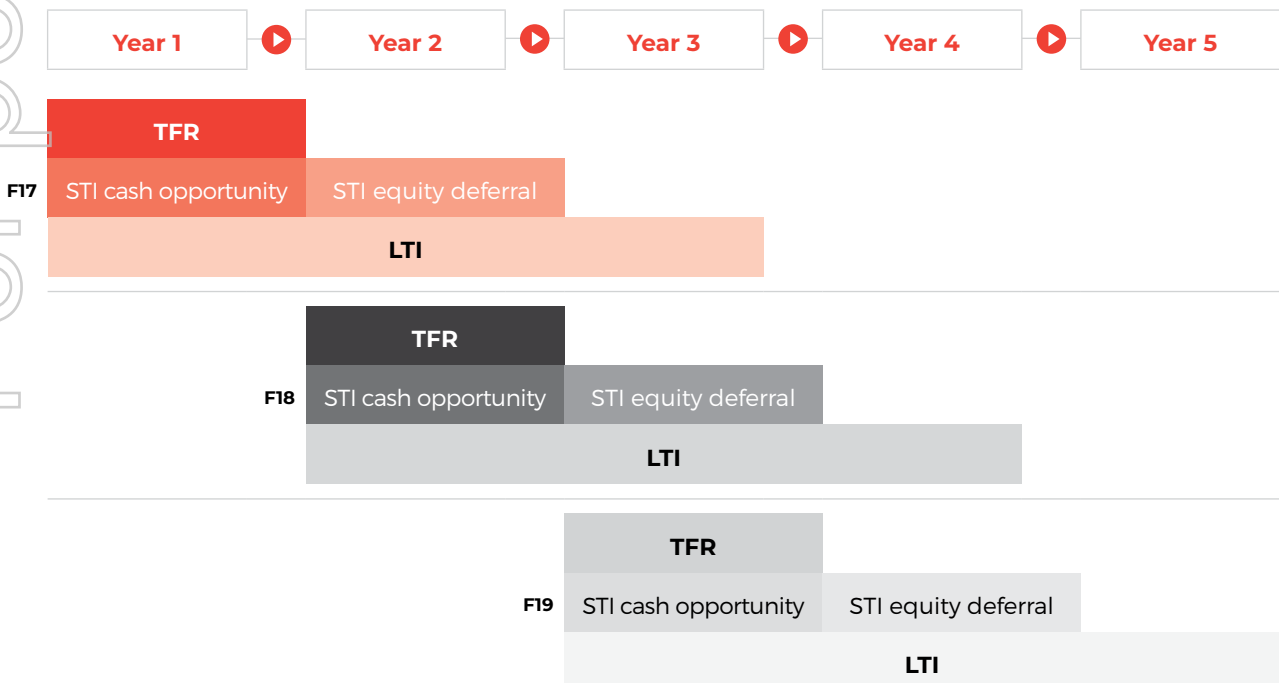 Year 1 Year 2 Year 3 Year 4 Year 5
TFR
F17 STI cash opportunity STI equity deferral
LTI
TFR
F18 STI cash opportunity STI equity deferral
LTI
TFR
F19 STI cash opportunity STI equity deferral
LTI